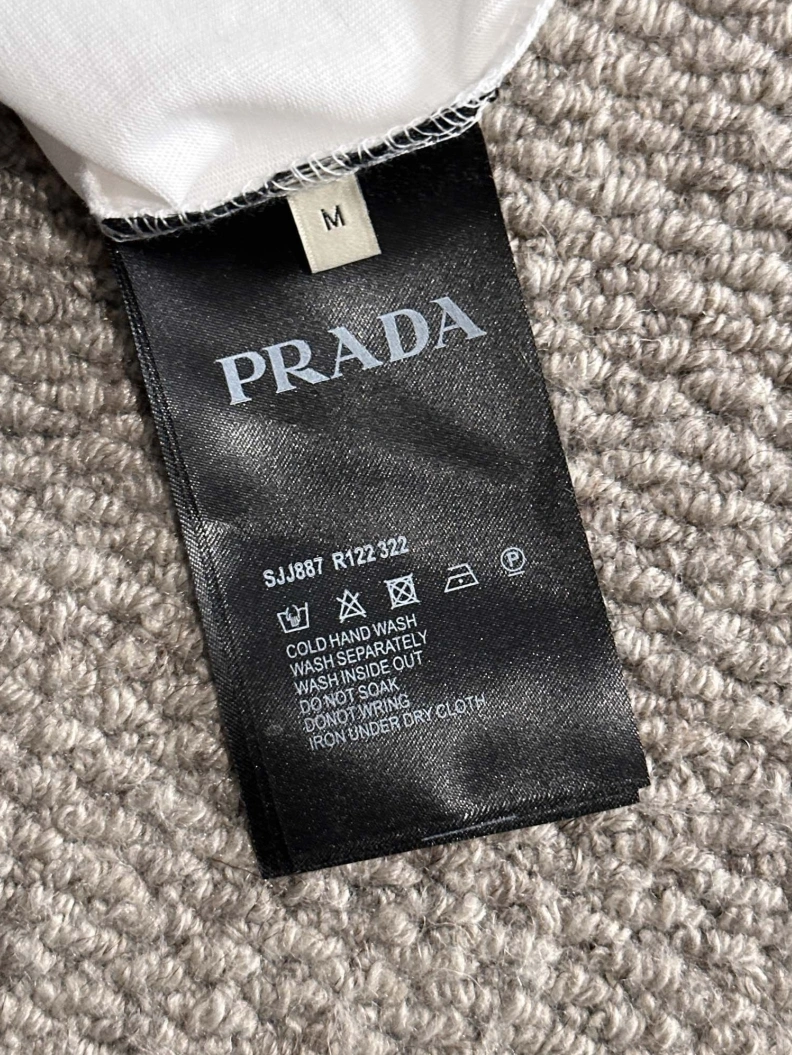 M
PRADA
SJJ887 R122 322
P
COLD HAND WASH
WASH SEPARATELY
WASH INSIDE OUT
DO NOT SOAK
DONOT WRING
IRON UNDER DRY CLOTH